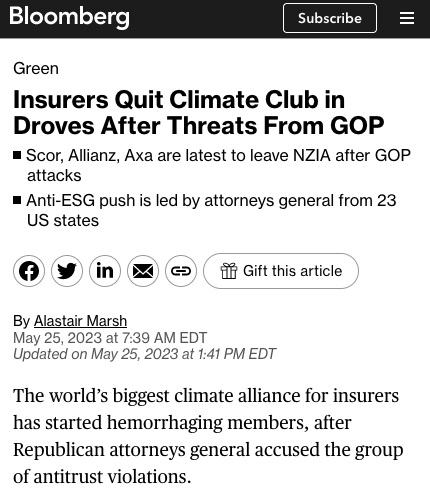 Bloomberg
Subscribe
Green
Insurers Quit Climate Club in
Droves After Threats From GOP
Scor, Allianz, Axa are latest to leave NZIA after GOP
attacks
Anti-ESG push is led by attorneys general from 23
US states
Gift this article
By Alastair Marsh
May 25, 2023 at 7:39 AM EDT
Updated on May 25, 2023 at 1:41 PM EDT
The world’s biggest climate alliance for insurers
has started hemorrhaging members, after
Republican attorneys general accused the group
of antitrust violations.